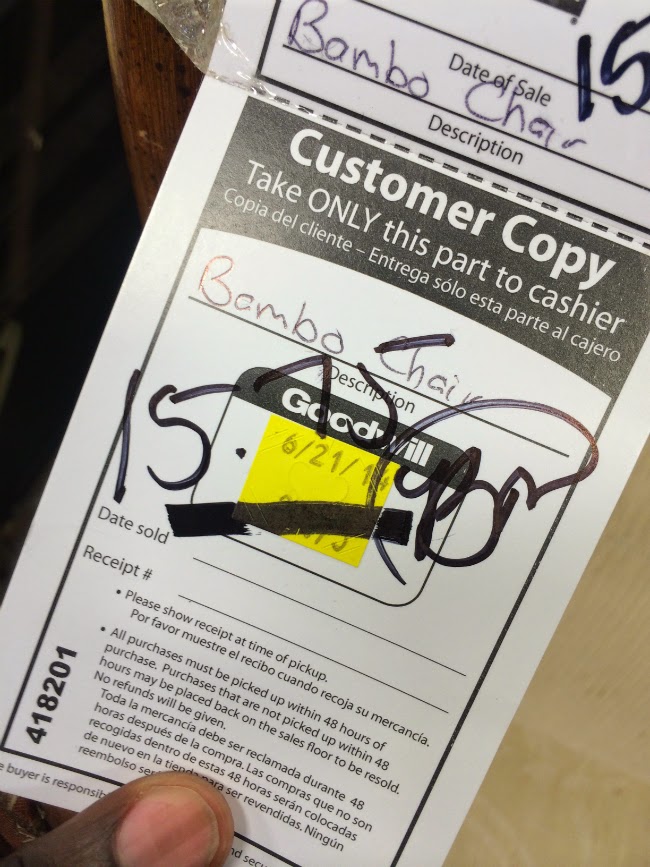 Bambo Chair
15
Date of Sale
Description
Customer Copy
Take ONLY this part to cashier
Copia del cliente – Entrega sólo esta parte al cajero
Bambo Chair
Description
Goodwill
15.
6/21/14
Date sold
Receipt #
• Please show receipt at time of pickup.
Por favor muestre el recibo cuando recoja su mercancía.
• All purchases must be picked up within 48 hours of
purchase. Purchases that are not picked up within 48
hours may be placed back on the sales floor to be resold.
No refunds will be given.
Toda la mercancía debe ser reclamada durante 48
horas después de la compra. Las compras que no son
recogidas dentro de estas 48 horas serán colocadas
de nuevo en la tienda para ser revendidas. Ningún
reembolso
418201
buyer is